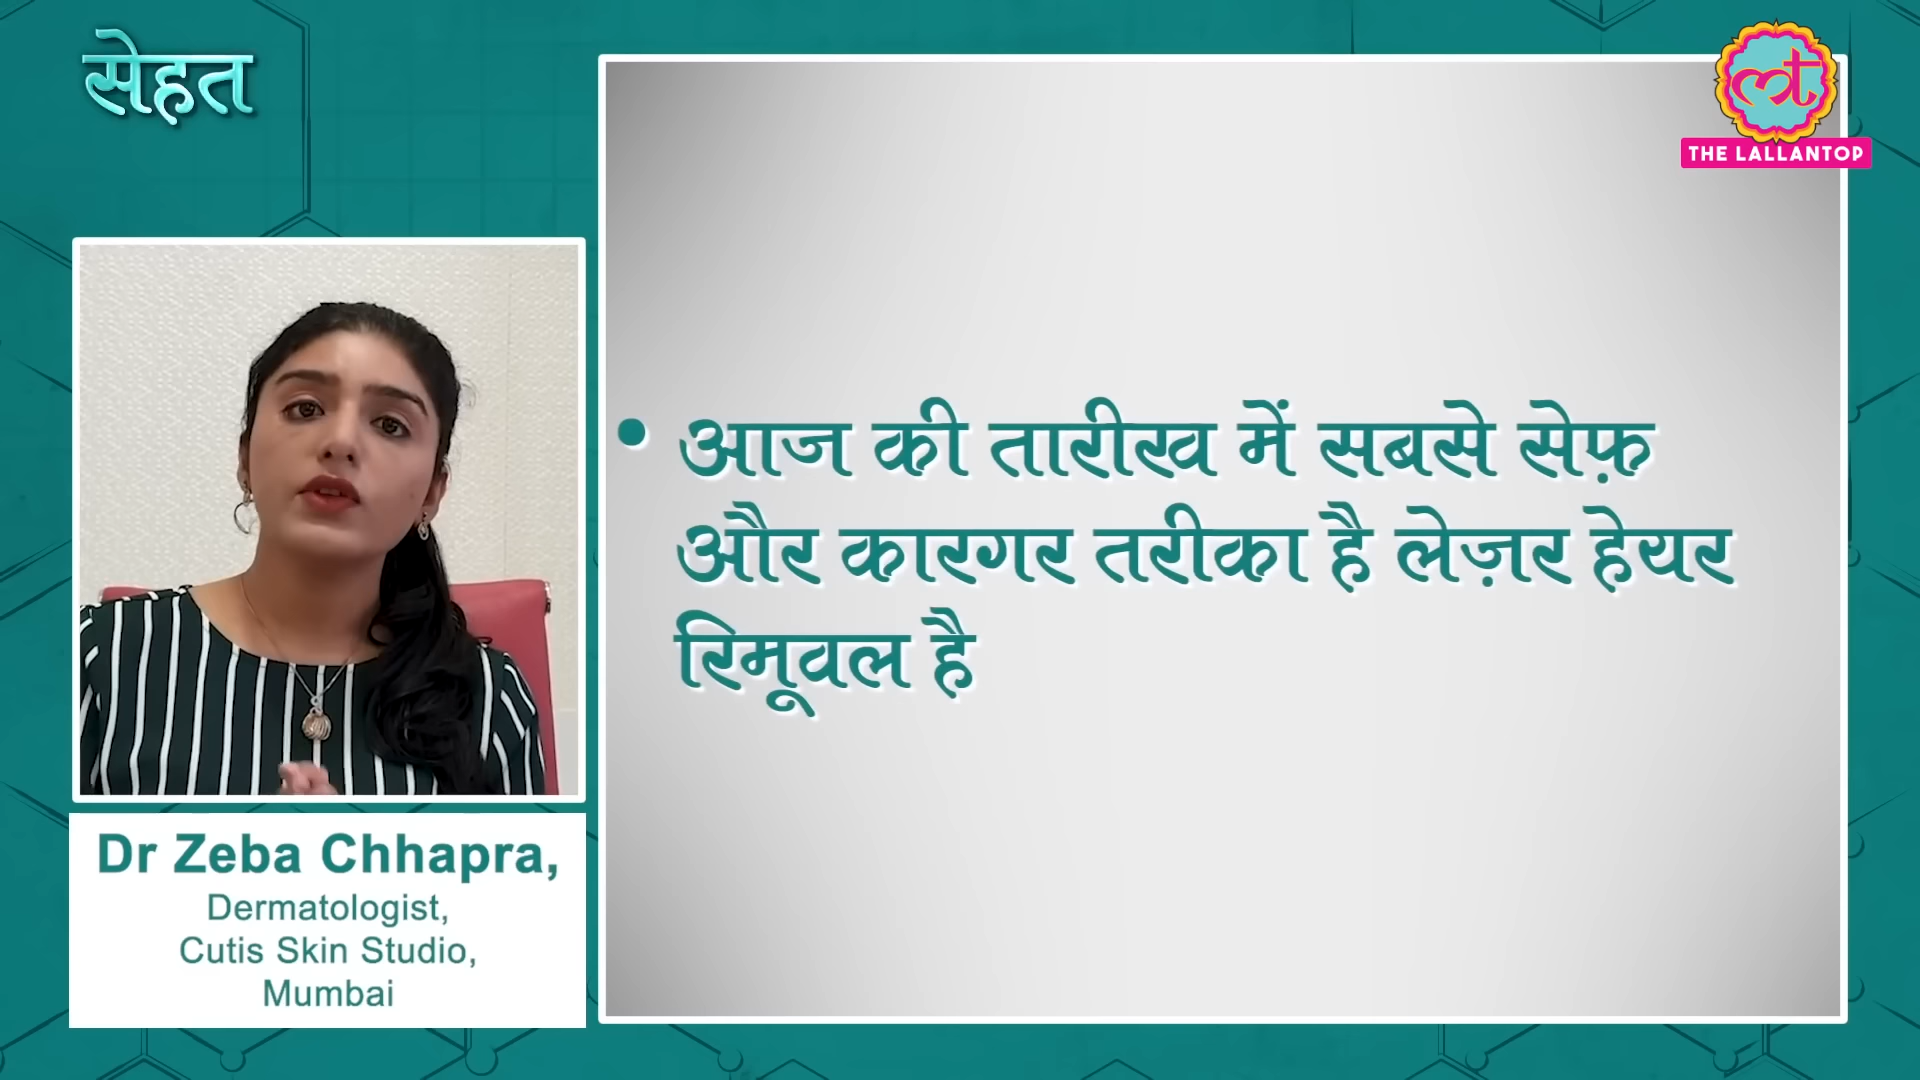 सेहत
THE LALLANTOP
• आज की तारीख में सबसे सेफ़
और कारगर तरीका है लेज़र हेयर
रिमूवल है
Dr Zeba Chhapra,
Dermatologist,
Cutis Skin Studio,
Mumbai